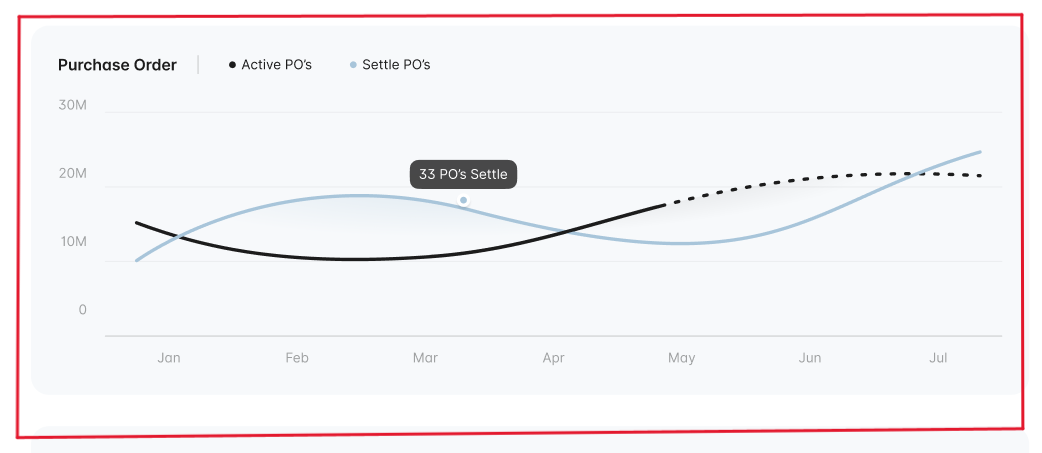 Purchase Order
Active PO's
Settle PO's
30M
33 PO's Settle
20M
10M
0
Jan Feb Mar Apr May Jun Jul